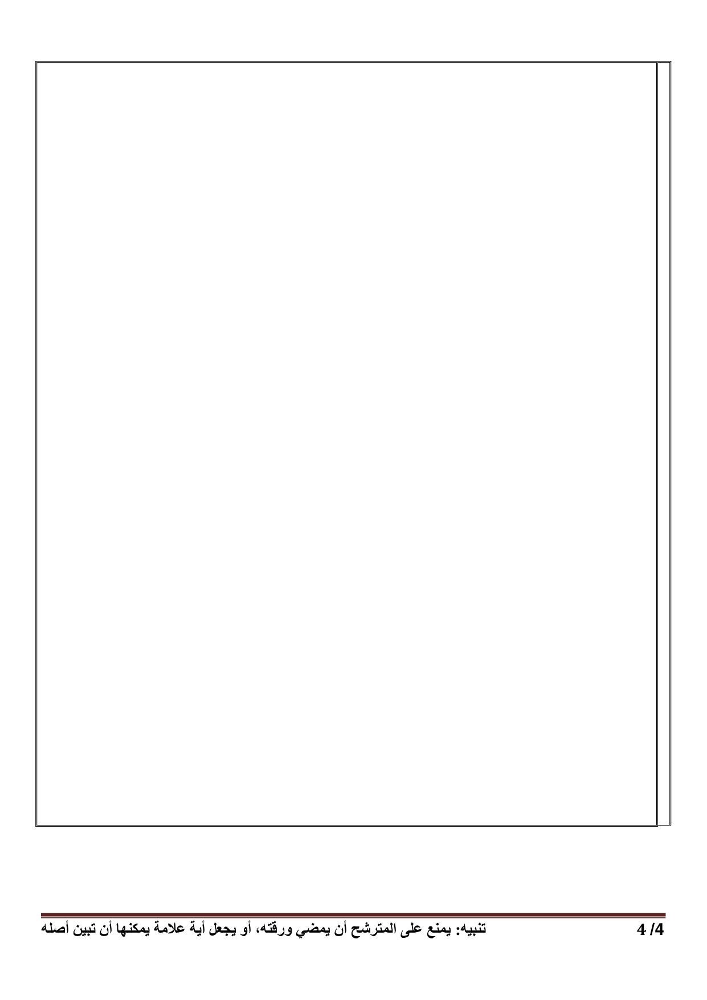 4 /4 تنبيه: يمنع على المترشح أن يمضي ورقته، أو يجعل أية علامة يمكنها أن تبين أصله